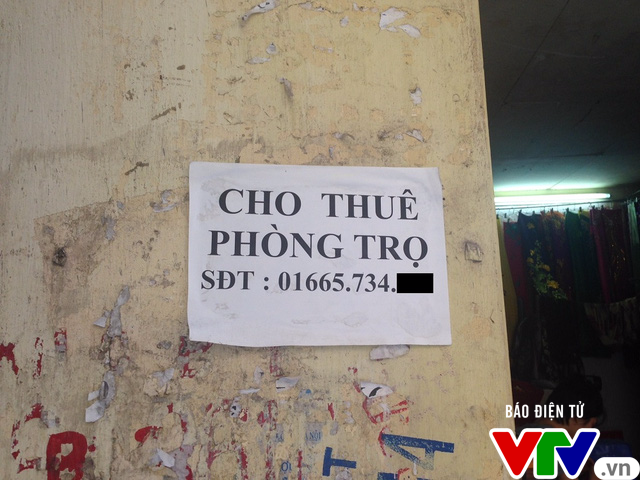 CHO THUÊ
PHÒNG TRỌ
SĐT : 01665.734.
BÁO ĐIỆN TỬ
VTV.vn